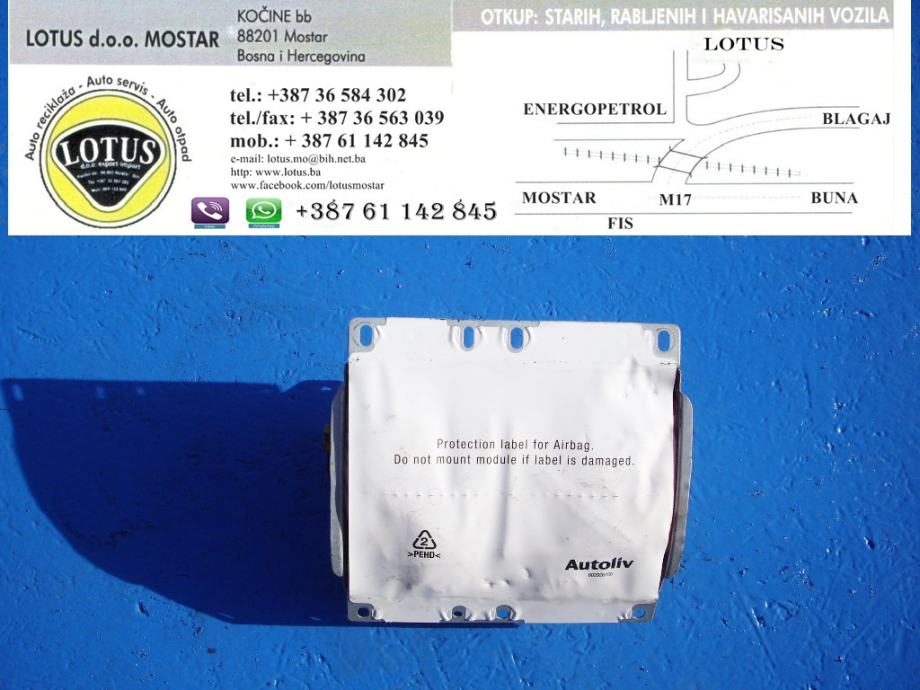 LOTUS d.o.o. MOSTAR
KOČINE bb
88201 Mostar
Bosna i Hercegovina
OTKUP: STARIH, RABLJENIH I HAVARISANIH VOZILA
Auto reciklaža - Auto servis - Auto otpad
LOTUS
d.o.o. export-import
tel.: +387 36 584 302
tel./fax: + 387 36 563 039
mob.: + 387 61 142 845
e-mail: lotus.mo@bih.net.ba
http: www.lotus.ba
www.facebook.com/lotusmostar
+387 61 142 845
LOTUS
ENERGOPETROL
BLAGAJ
MOSTAR
M17
BUNA
FIS
Protection label for Airbag.
Do not mount module if label is damaged.
2
>PEHD<
Autoliv